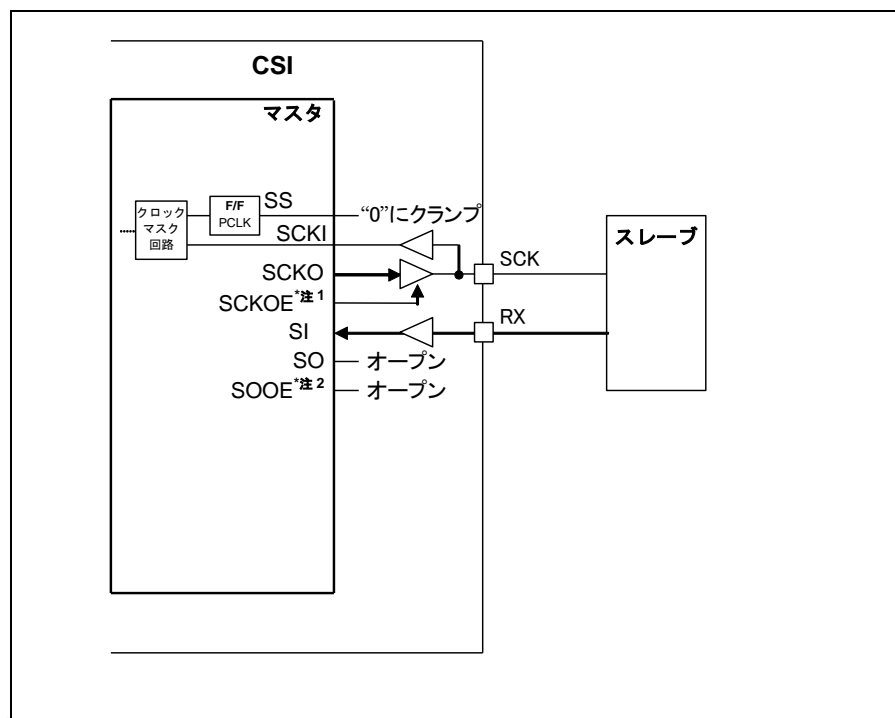 CSI
マスタ
クロック
マスク
回路
F/F
PCLK
SS
“0”にクランプ
SCKI
SCKO
SCKOE*注 1
SI
SO
オープン
SOOE*注 2
オープン
SCK
RX
スレーブ